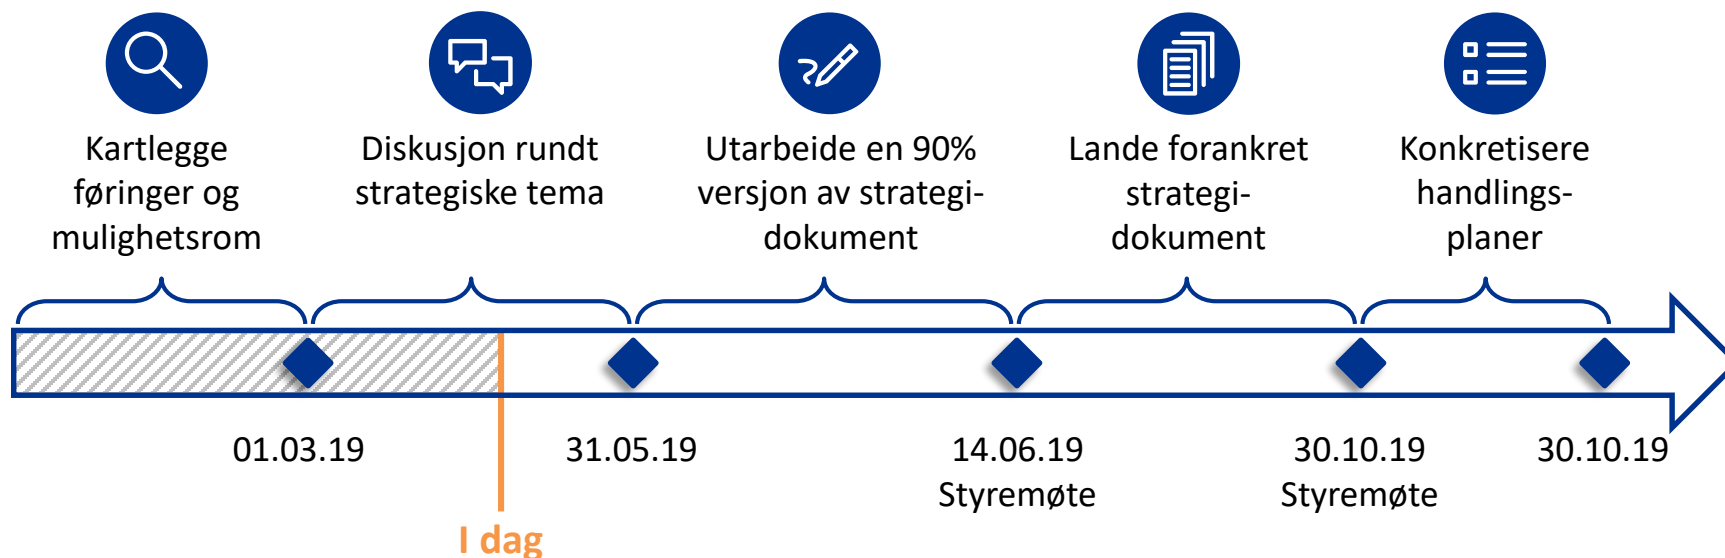 Kartlegge
føringer og
mulighetsrom
Diskusjon rundt
strategiske tema
Utarbeide en 90%
versjon av strategi-
dokument
Lande forankret
strategi-
dokument
Konkretisere
handlings-
planer
01.03.19
31.05.19
14.06.19
Styremøte
30.10.19
Styremøte
30.10.19
I dag